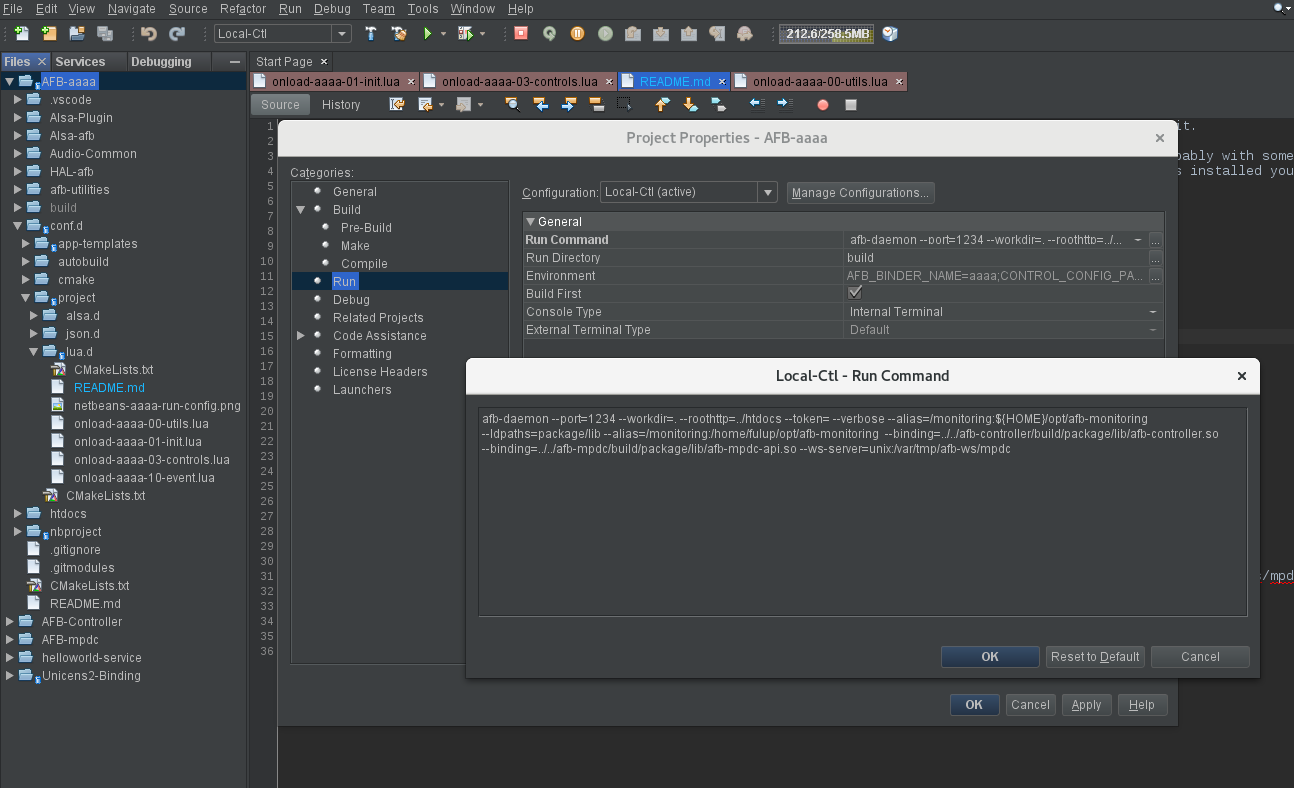 File Edit View Navigate Source Refactor Run Debug Team Tools Window Help
Local-Ctl
212.6/258.5MB
Files Services Debugging
Start Page
onload-aaaa-01-init.lua onload-aaaa-03-controls.lua README.md onload-aaaa-00-utils.lua
Source History
AFB-aaaa
.vscode
Alsa-Plugin
Alsa-afb
Audio-Common
HAL-afb
afb-utilities
build
conf.d
app-templates
autobuild
cmake
project
alsa.d
json.d
lua.d
CMakeLists.txt
README.md
netbeans-aaaa-run-config.png
onload-aaaa-00-utils.lua
onload-aaaa-01-init.lua
onload-aaaa-03-controls.lua
onload-aaaa-10-event.lua
CMakeLists.txt
htdocs
nbproject
.gitignore
.gitmodules
CMakeLists.txt
README.md
AFB-Controller
AFB-mpdc
helloworld-service
Unicens2-Binding
1
2
3
4
5
6
7
8
9
10
11
12
13
14
15
16
17
18
19
20
21
22
23
24
25
26
27
28
29
30
31
32
33
34
35
36
it.
bably with some
s installed you
/mpd
Project Properties - AFB-aaaa
Categories:
General
Build
Pre-Build
Make
Compile
Run
Debug
Related Projects
Code Assistance
Formatting
License Headers
Launchers
Configuration: Local-Ctl (active) Manage Configurations...
General
Run Command afb-daemon --port=1234 --workdir=. --roothttp=../... ...
Run Directory build ...
Environment AFB_BINDER_NAME=aaaa;CONTROL_CONFIG_PA... ...
Build First
Console Type Internal Terminal
External Terminal Type Default
Local-Ctl - Run Command
afb-daemon --port=1234 --workdir=. --roothttp=../htdocs --token= --verbose --alias=/monitoring:${HOME}/opt/afb-monitoring
--ldpaths=package/lib --alias=/monitoring:/home/fulup/opt/afb-monitoring --binding=../../afb-controller/build/package/lib/afb-controller.so
--binding=../../afb-mpdc/build/package/lib/afb-mpdc-api.so --ws-server=unix:/var/tmp/afb-ws/mpdc
OK Reset to Default Cancel
OK Cancel Apply Help